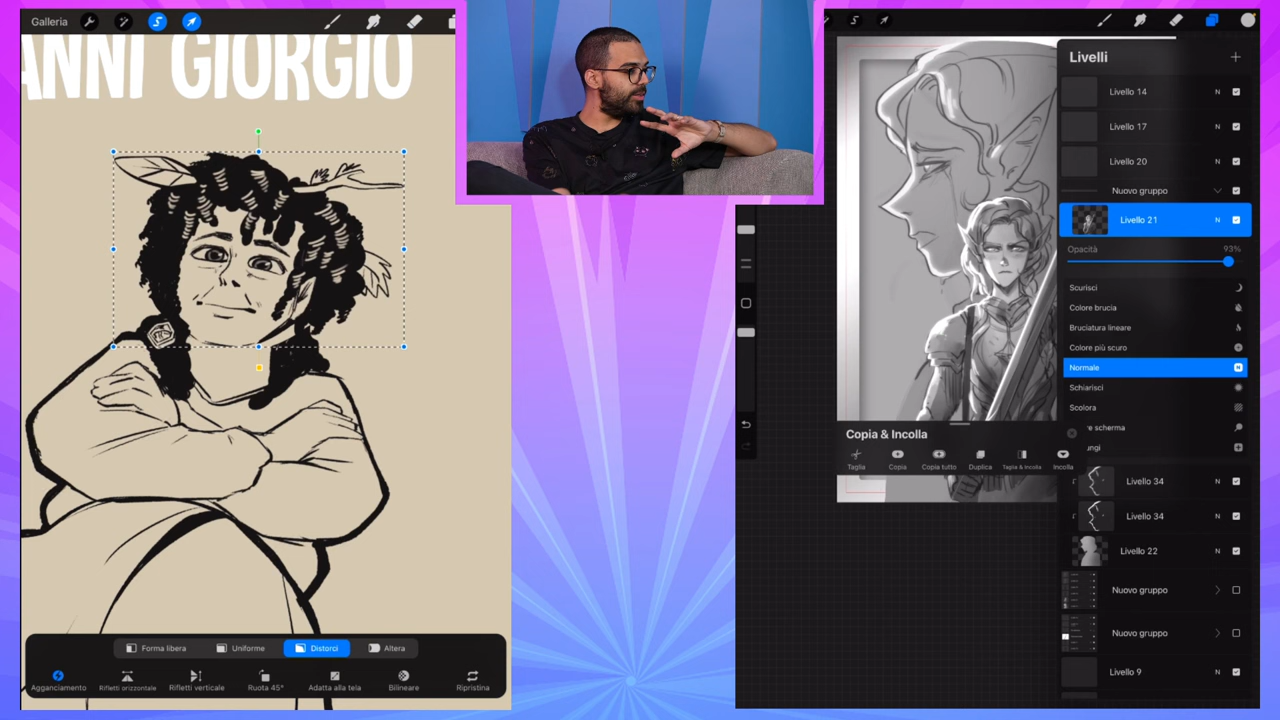 Galleria
ANNI GIORGIO
Forma libera
Uniforme
Distorci
Altera
Agganciamento
Rifletti orizzontale
Rifletti verticale
Ruota 45°
Adatta alla tela
Bilineare
Ripristina
Livelli
Livello 14 N
Livello 17 N
Livello 20 N
Nuovo gruppo
Livello 21 N
Opacità 93%
Scurisci
Colore brucia
Bruciatura lineare
Colore più scuro
Normale N
Schiarisci
Scolora
re scherma
ungi
Copia & Incolla
Taglia
Copia
Copia tutto
Duplica
Taglia & Incolla
Incolla
Livello 34 N
Livello 34 N
Livello 22 N
Nuovo gruppo
Nuovo gruppo
Livello 9 N